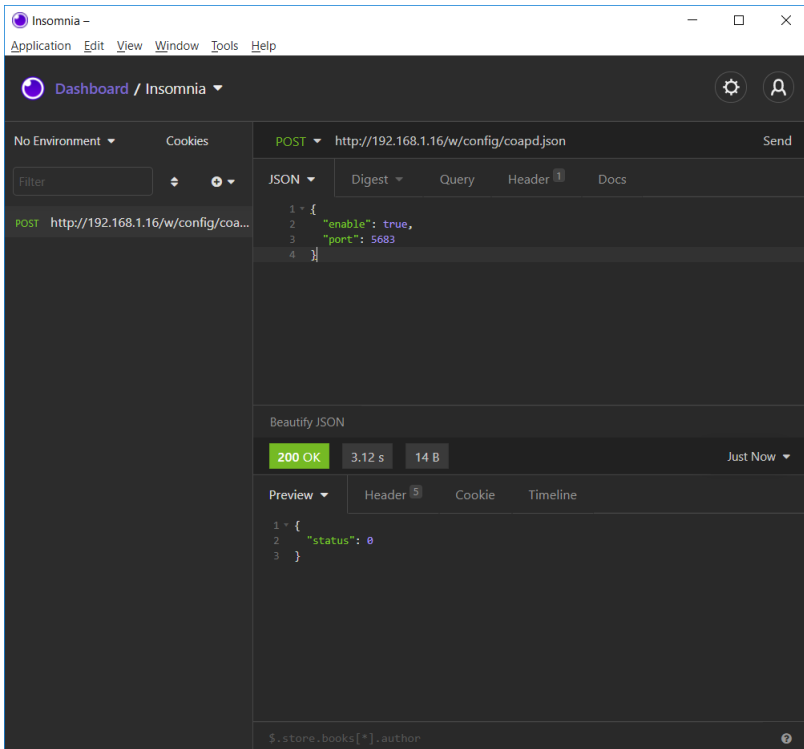 Insomnia –
Application Edit View Window Tools Help
Dashboard / Insomnia
No Environment Cookies
Filter
POST http://192.168.1.16/w/config/coa...
POST http://192.168.1.16/w/config/coapd.json Send
JSON Digest Query Header 1 Docs
1 {
2 "enable": true,
3 "port": 5683
4 }
Beautify JSON
200 OK 3.12 s 14 B Just Now
Preview Header 5 Cookie Timeline
1 {
2 "status": 0
3 }
$.store.books[*].author